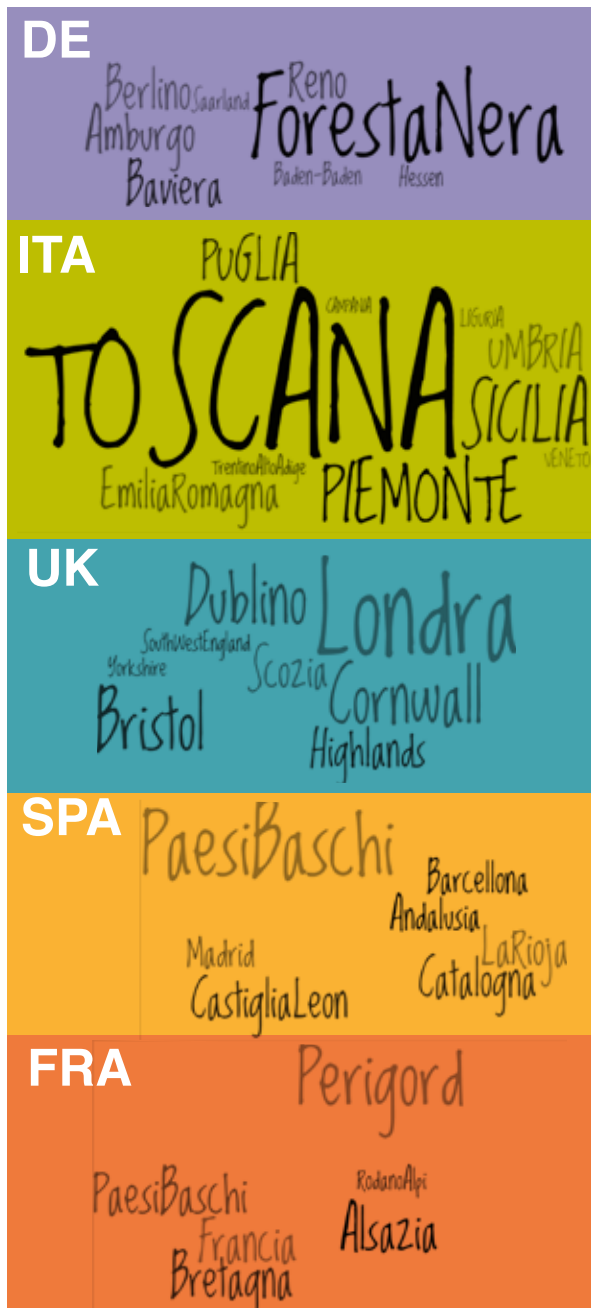 DE
Berlino
Saarland
Reno
ForestaNera
Amburgo
Baviera
Baden-Baden
Hessen
ITA
PUGLIA
CAMPANIA
LIGURIA
TOSCANA
UMBRIA
SICILIA
VENETO
TrentinoAltoAdige
EmiliaRomagna
PIEMONTE
UK
Dublino
Londra
SouthWestEngland
Yorkshire
Scozia
Cornwall
Bristol
Highlands
SPA
PaesiBaschi
Barcellona
Andalusia
Madrid
LaRioja
CastigliaLeon
Catalogna
FRA
Perigord
PaesiBaschi
RodanoAlpi
Francia
Alsazia
Bretagna